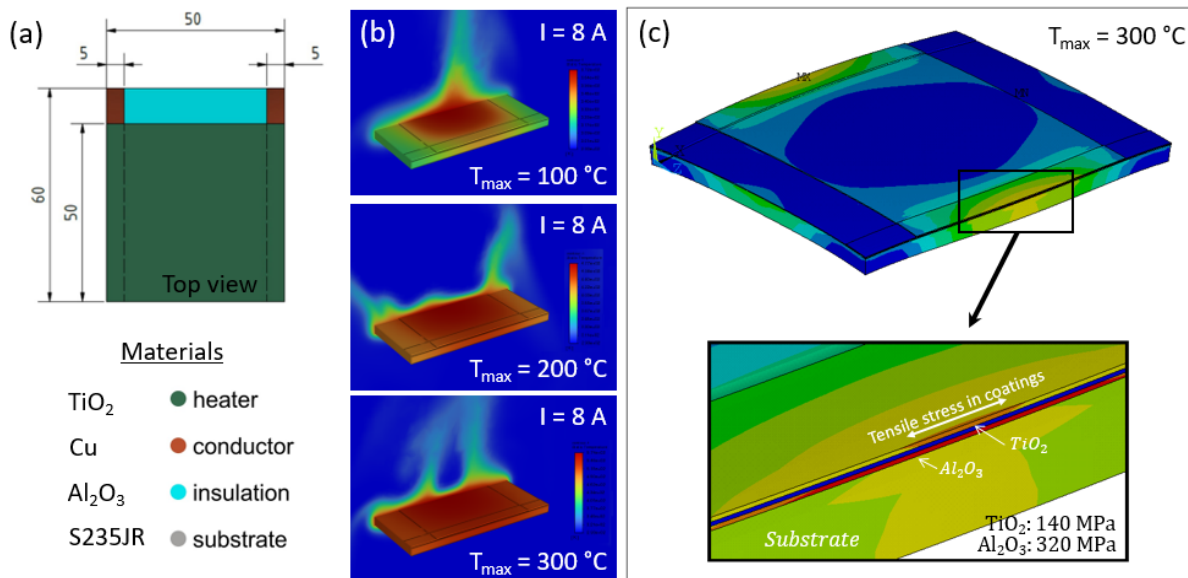 (a)
50
5
5
60
50
Top view
Materials
TiO₂
heater
Cu
conductor
Al₂O₃
insulation
S235JR
substrate
(b)
I = 8 A
Tmax = 100 °C
I = 8 A
Tmax = 200 °C
I = 8 A
Tmax = 300 °C
(c)
Tmax = 300 °C
MX
Tensile stress in coatings
TiO₂
Al₂O₃
Substrate
TiO₂: 140 MPa
Al₂O₃: 320 MPa